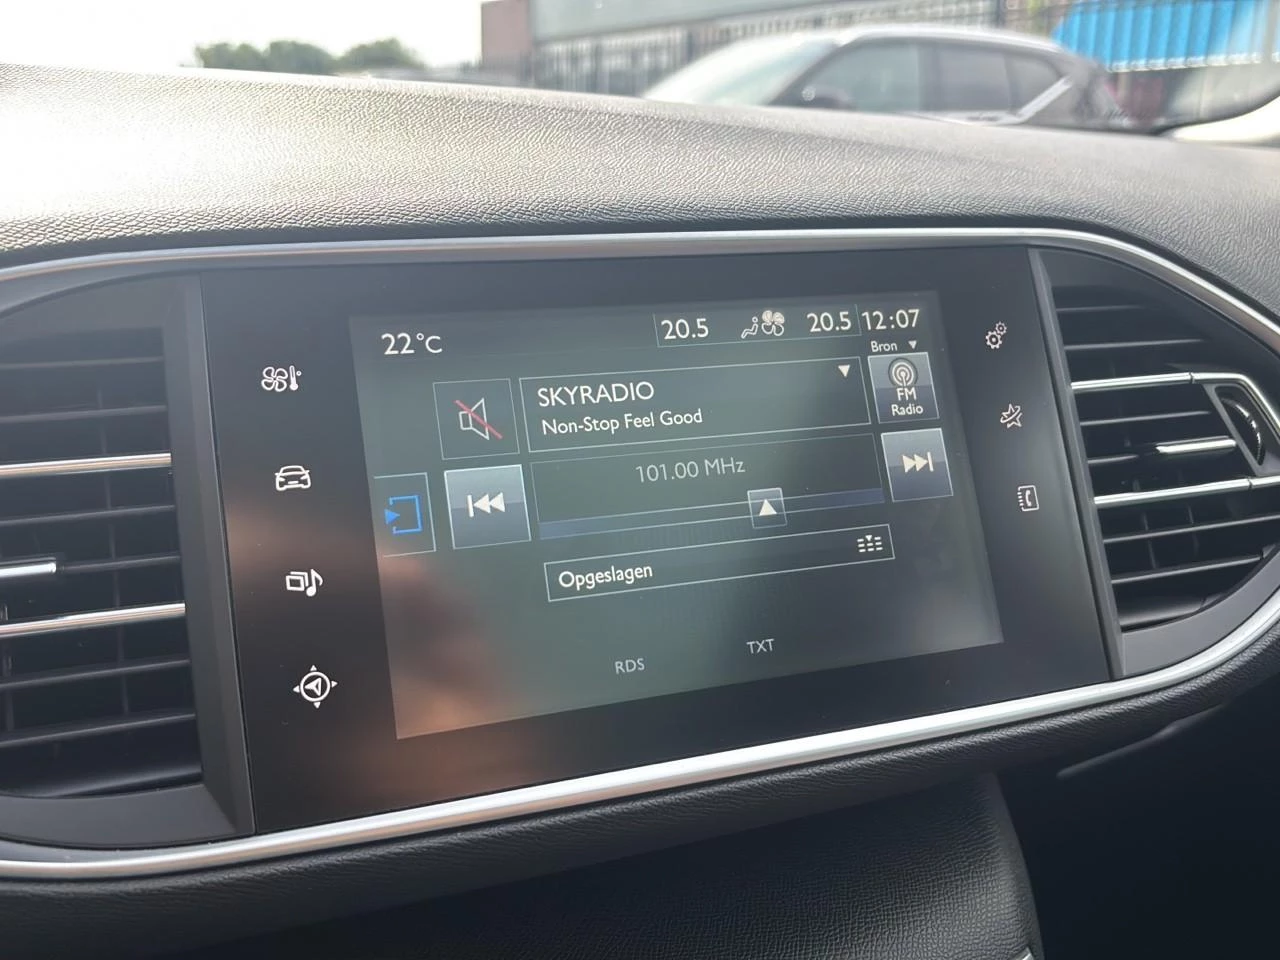 22°C
20.5
20.5
12:07
Bron
SKYRADIO
Non-Stop Feel Good
FM
Radio
101.00 MHz
Opgeslagen
RDS
TXT